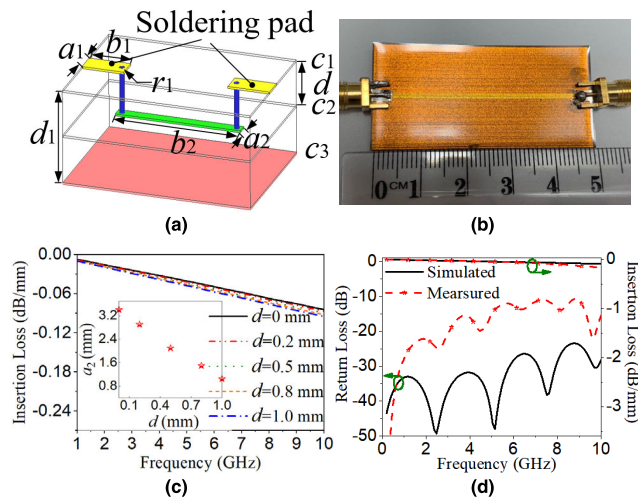 Soldering pad
a1
b1
r1
c1
d
c2
d1
b2
a2
c3
(a)
0 CM 1 2 3 4 5
(b)
Insertion Loss (dB/mm)
0.00
-0.06
-0.12
-0.18
-0.24
a2 (mm)
3.2
2.4
1.6
0.8
0.1 0.4 0.7 1.0
d (mm)
d=0 mm
d=0.2 mm
d=0.5 mm
d=0.8 mm
d=1.0 mm
1 2 3 4 5 6 7 8 9 10
Frequency (GHz)
(c)
Return Loss (dB)
0
-10
-20
-30
-40
-50
Simulated
Mearsured
0
-1
-2
-3
Insertion Loss (dB/mm)
0 2 4 6 8 10
Frequency (GHz)
(d)